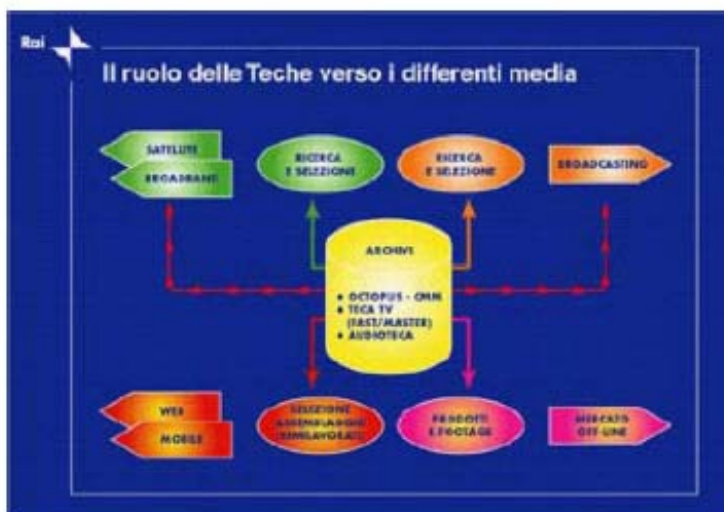 Rai
Il ruolo delle Teche verso i differenti media
SATELLITE
BROADBAND
RICERCA
E SELEZIONE
RICERCA
E SELEZIONE
BROADCASTING
ARCHIVI
• OCTOPUS - CMM
• TECA TV
(FAST/MASTER)
• AUDIOTECA
WEB
MOBILE
SELEZIONE
ASSEMBLAGGIO
SEMILAVORATI
PRODOTTI
E FOOTAGE
MERCATO
OFF-LINE